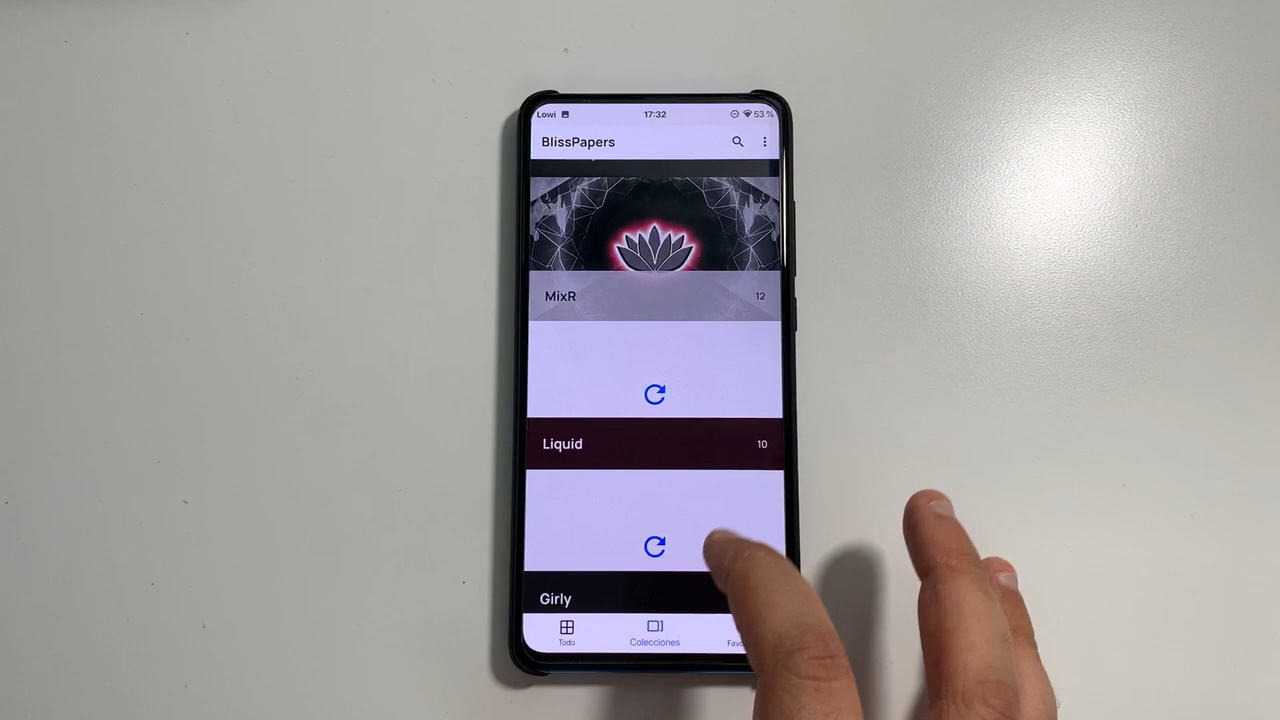 Lowi 17:32 53 %
BlissPapers
MixR 12
Liquid 10
Girly
Todo Colecciones